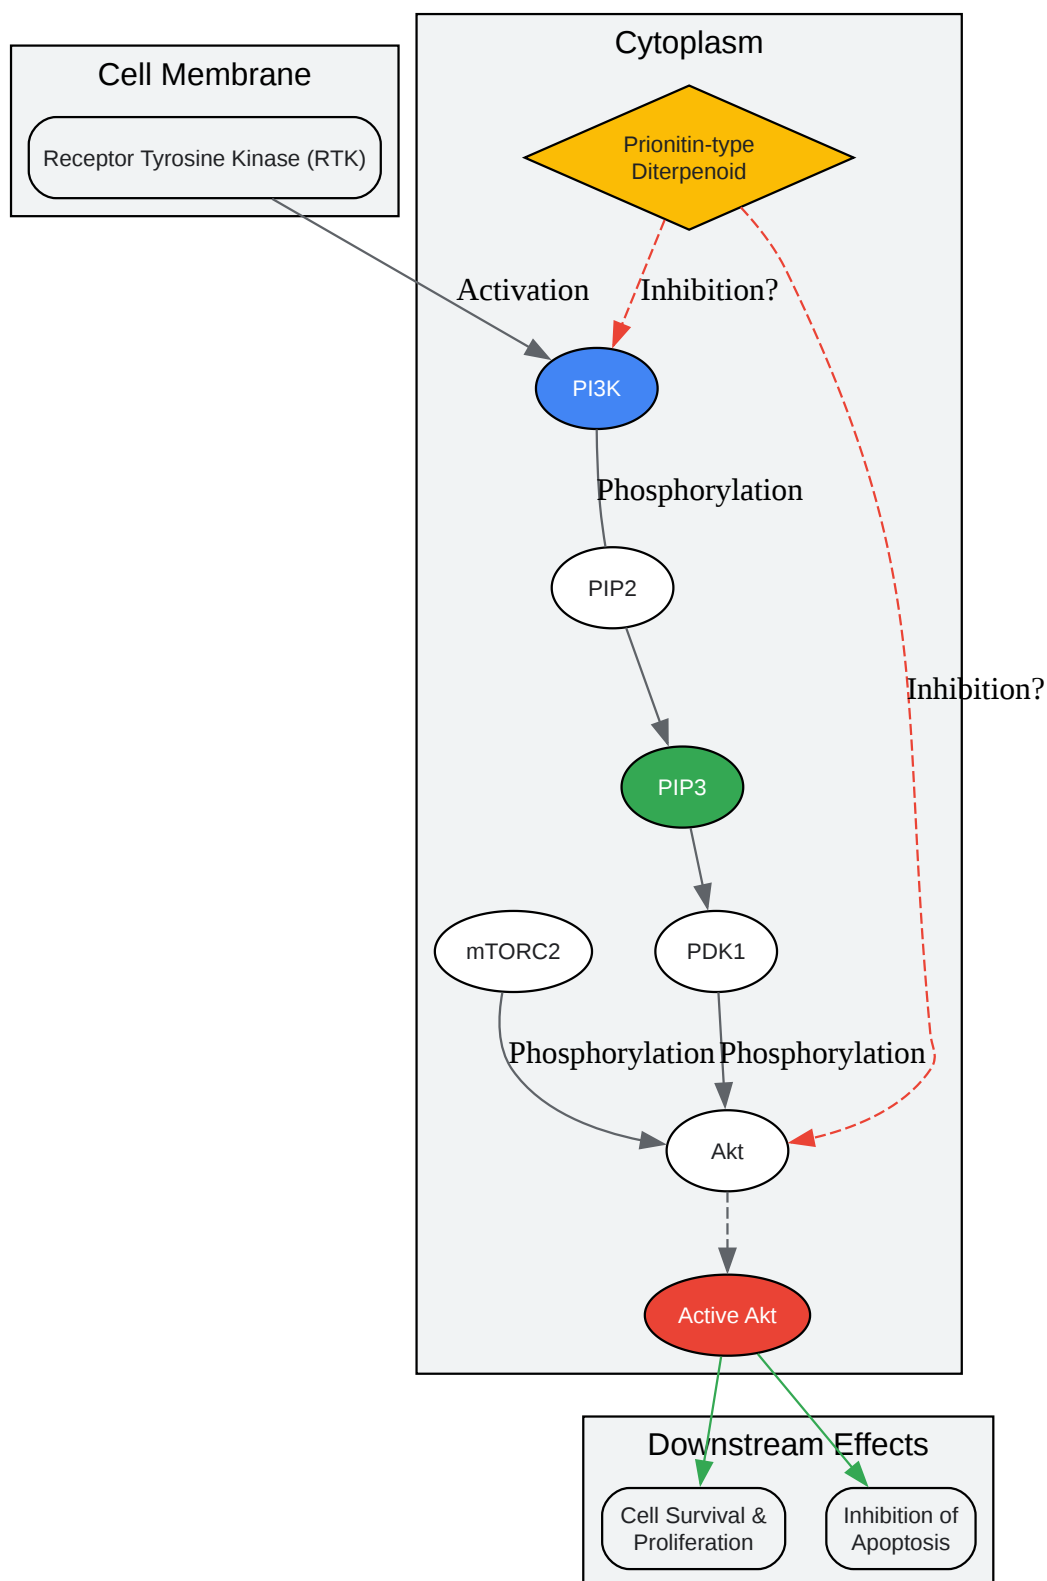 Cytoplasm
Cell Membrane
Receptor Tyrosine Kinase (RTK)
Prionitin-type
Diterpenoid
Activation
Inhibition?
PI3K
Phosphorylation
PIP2
Inhibition?
PIP3
mTORC2
PDK1
Phosphorylation
Phosphorylation
Akt
Active Akt
Downstream Effects
Cell Survival &
Proliferation
Inhibition of
Apoptosis